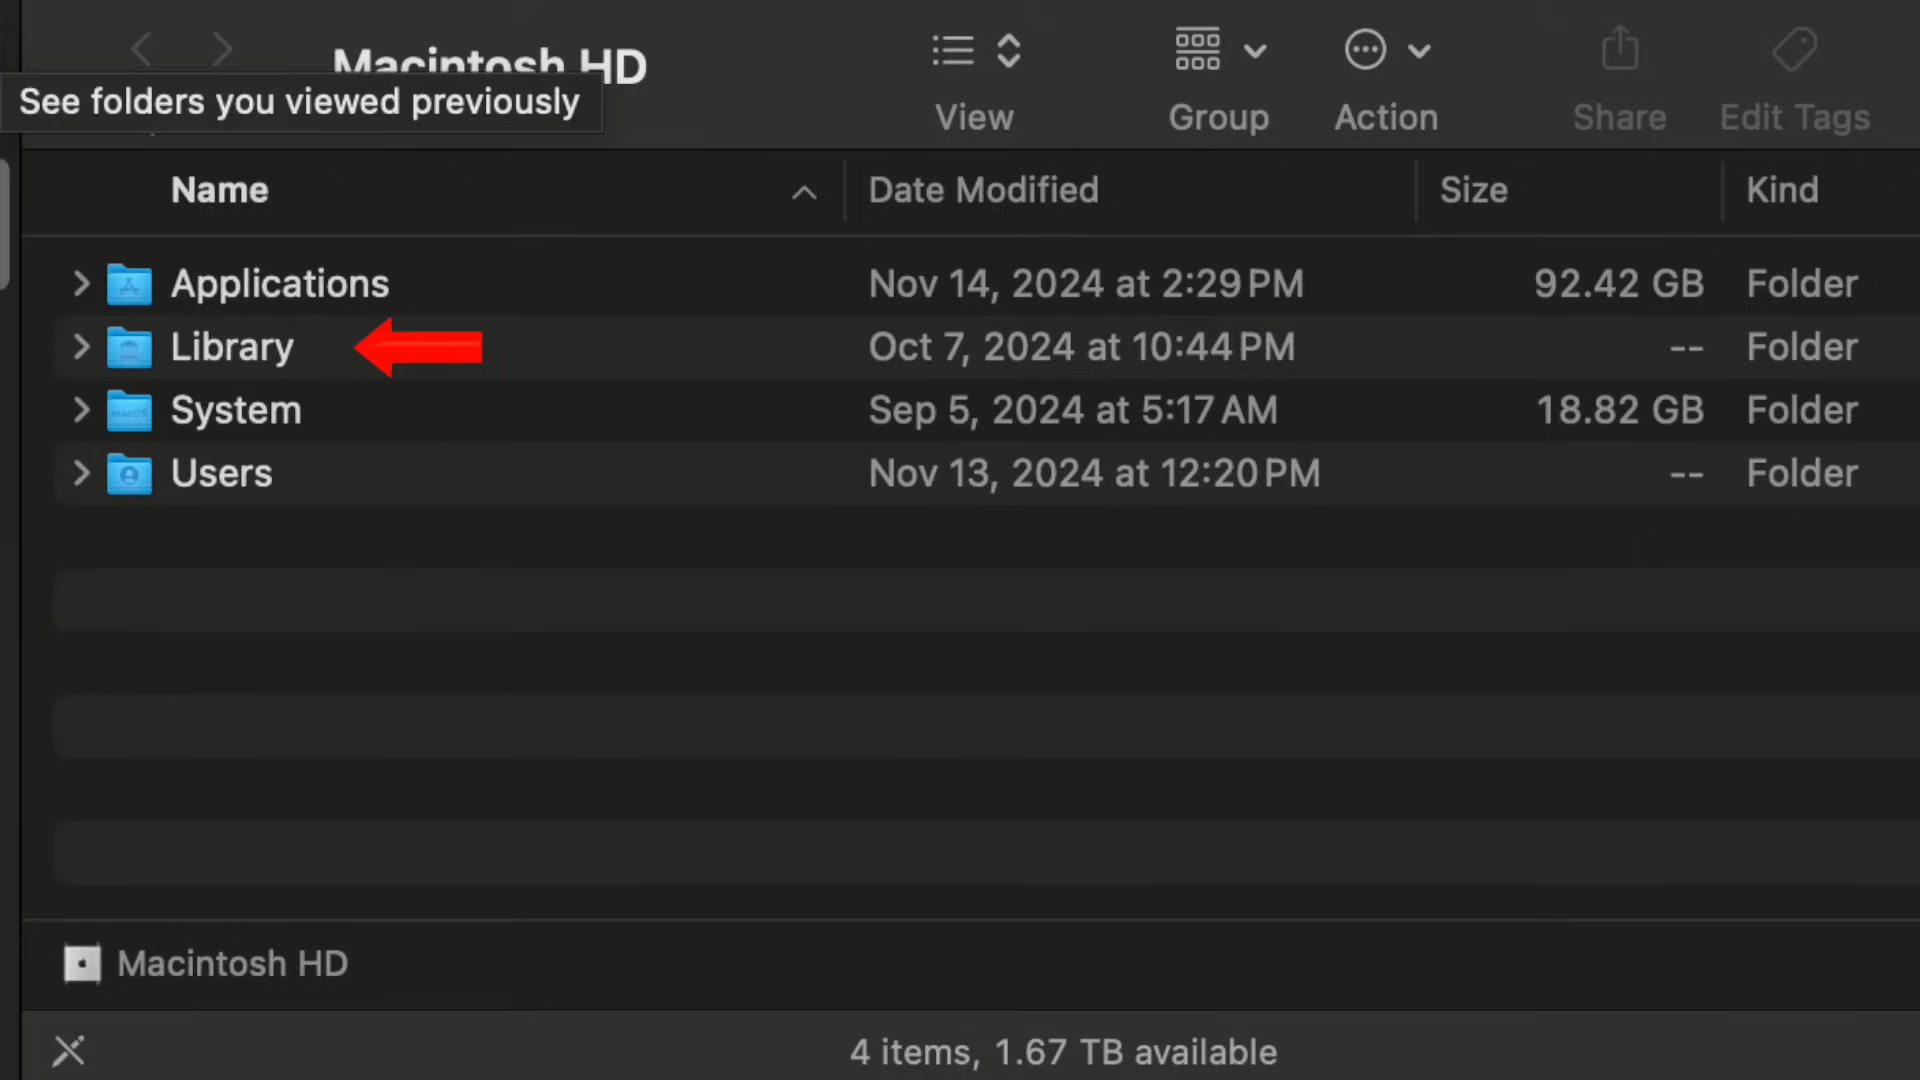 Macintosh HD
See folders you viewed previously
View
Group
Action
Share
Edit Tags
Name
Date Modified
Size
Kind
Applications
Nov 14, 2024 at 2:29 PM
92.42 GB
Folder
Library
Oct 7, 2024 at 10:44 PM
--
Folder
System
Sep 5, 2024 at 5:17 AM
18.82 GB
Folder
Users
Nov 13, 2024 at 12:20 PM
--
Folder
Macintosh HD
4 items, 1.67 TB available